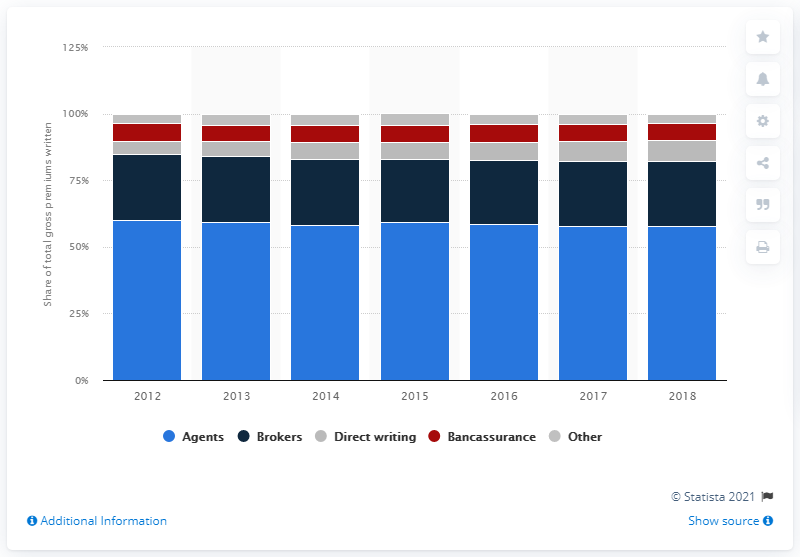 125%
100%
75%
50%
25%
0%
Share of total gross premiums written
2012 2013 2014 2015 2016 2017 2018
Agents Brokers Direct writing Bancassurance Other
© Statista 2021
Additional Information Show source